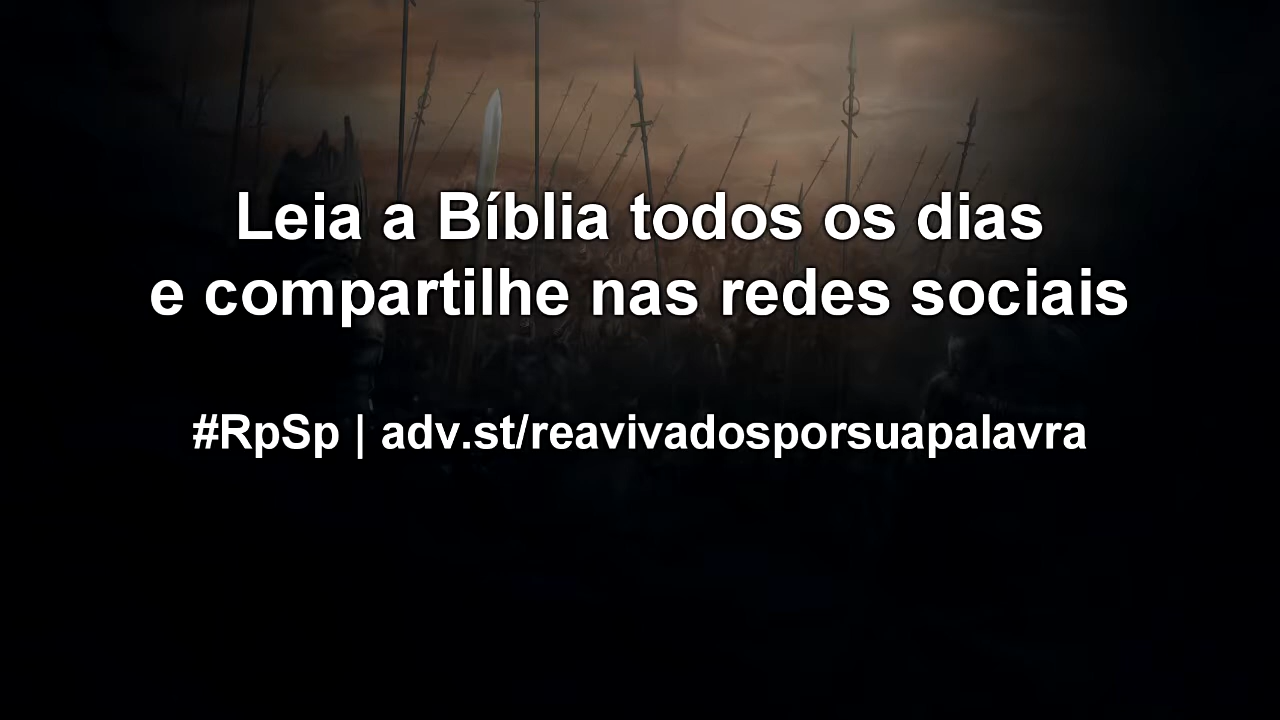 Leia a Bíblia todos os dias
e compartilhe nas redes sociais
#RpSp | adv.st/reavivadosporsuapalavra